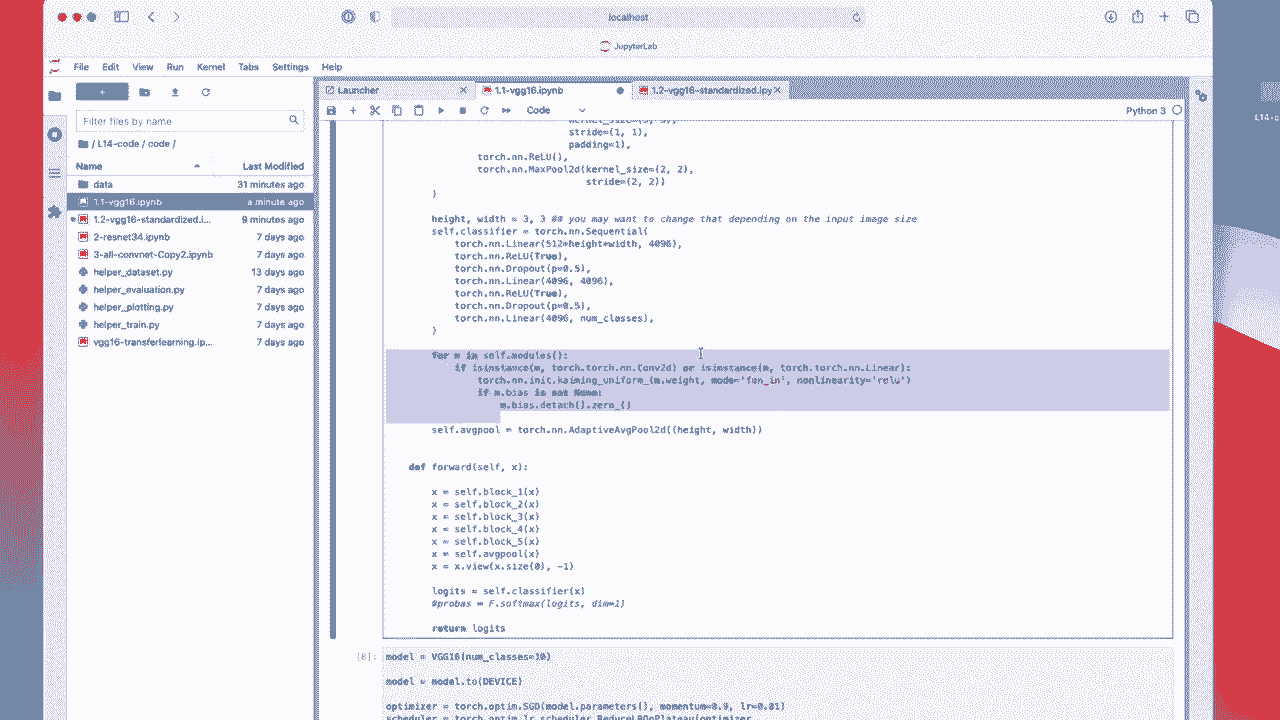 localhost
JupyterLab
File Edit View Run Kernel Tabs Settings Help
Launcher
1.1-vgg16.ipynb
1.2-vgg16-standardized.ipy
Code
Python 3
Filter files by name
/ L14-code / code /
Name Last Modified
data 31 minutes ago
1.1-vgg16.ipynb a minute ago
1.2-vgg16-standardized.i... 9 minutes ago
2-resnet34.ipynb 7 days ago
3-all-convnet-Copy2.ipynb 7 days ago
helper_dataset.py 13 days ago
helper_evaluation.py 7 days ago
helper_plotting.py 7 days ago
helper_train.py 7 days ago
vgg16-transferlearning.ip... 7 days ago
stride=(1, 1),
padding=1),
torch.nn.ReLU(),
torch.nn.MaxPool2d(kernel_size=(2, 2),
stride=(2, 2))
)
height, width = 3, 3 ## you may want to change that depending on the input image size
self.classifier = torch.nn.Sequential(
torch.nn.Linear(512*height*width, 4096),
torch.nn.ReLU(True),
torch.nn.Dropout(p=0.5),
torch.nn.Linear(4096, 4096),
torch.nn.ReLU(True),
torch.nn.Dropout(p=0.5),
torch.nn.Linear(4096, num_classes),
)
for m in self.modules():
if isinstance(m, torch.torch.nn.Conv2d) or isinstance(m, torch.torch.nn.Linear):
torch.nn.init.kaiming_uniform_(m.weight, mode='fan_in', nonlinearity='relu')
if m.bias is not None:
m.bias.detach().zero_()
self.avgpool = torch.nn.AdaptiveAvgPool2d((height, width))
def forward(self, x):
x = self.block_1(x)
x = self.block_2(x)
x = self.block_3(x)
x = self.block_4(x)
x = self.block_5(x)
x = self.avgpool(x)
x = x.view(x.size(0), -1)
logits = self.classifier(x)
#probas = F.softmax(logits, dim=1)
return logits
[8]: model = VGG16(num_classes=10)
model = model.to(DEVICE)
optimizer = torch.optim.SGD(model.parameters(), momentum=0.9, lr=0.01)
scheduler = torch.optim.lr_scheduler.ReduceLROnPlateau(optimizer,